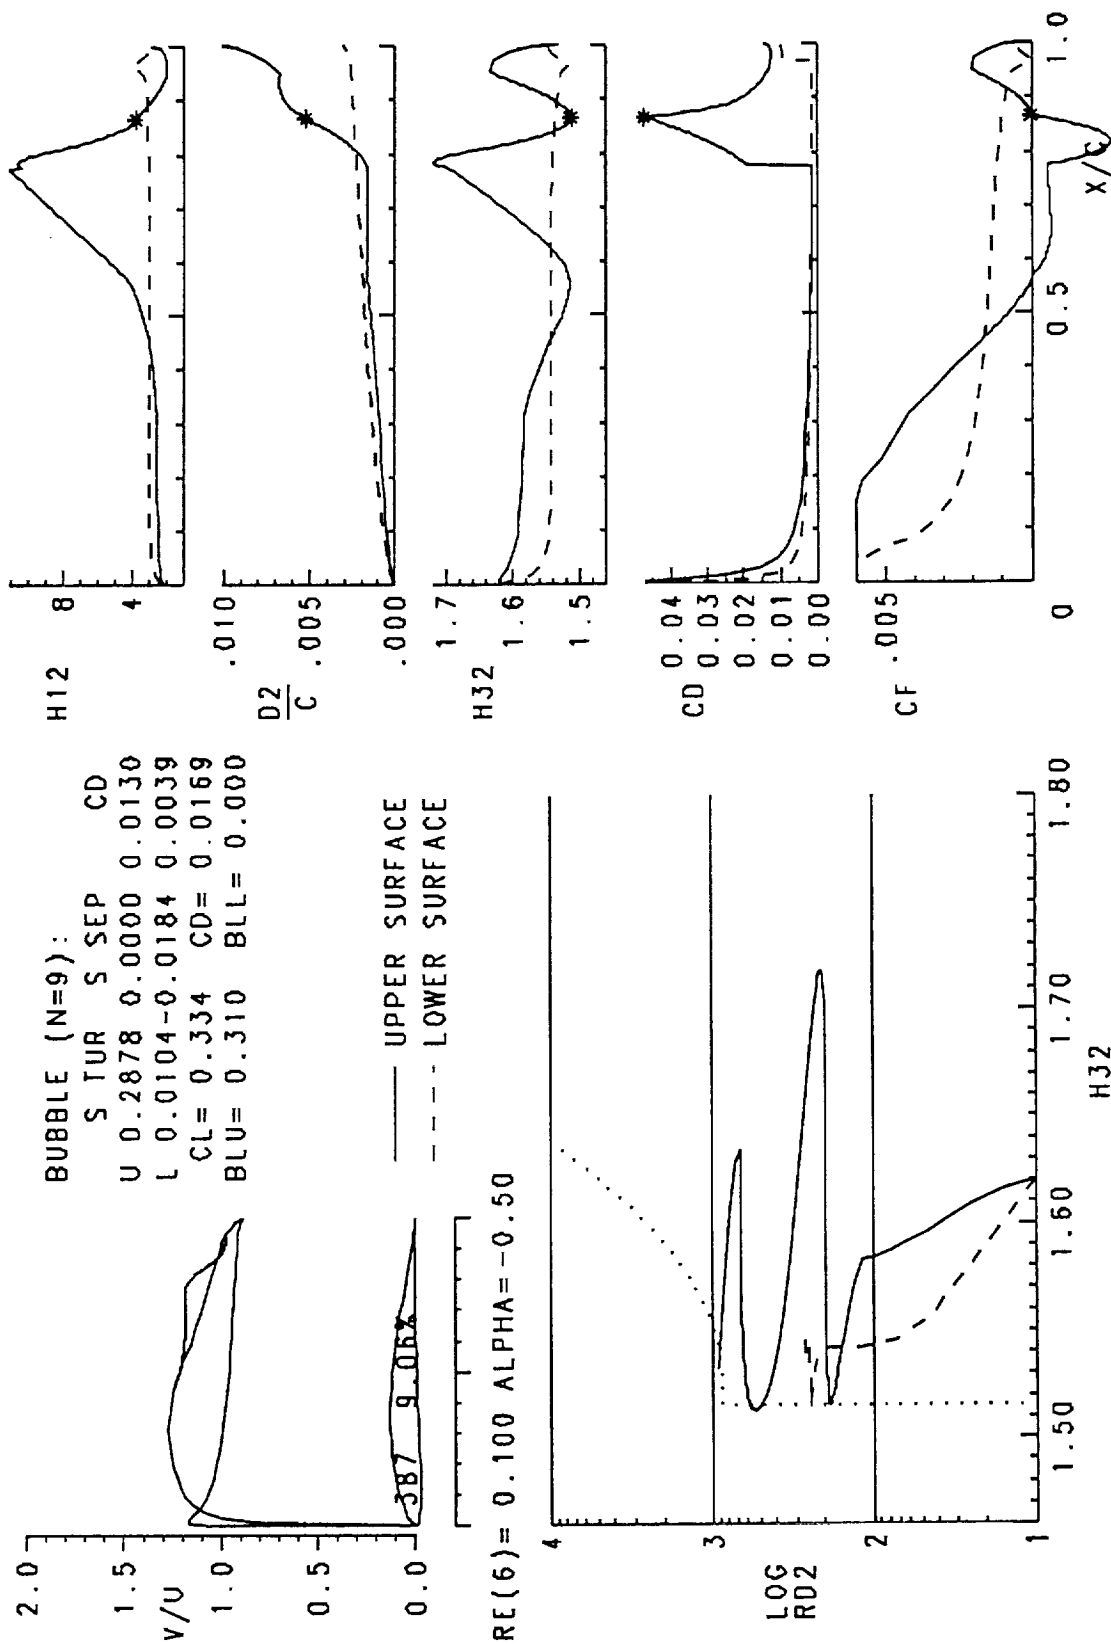 2.0
1.5
V/U
1.0
0.5
0.0
387 9.06%
RE(6)= 0.100 ALPHA=-0.50
BUBBLE (N=9):
S TUR S SEP CD
U 0.2878 0.0000 0.0130
L 0.0104-0.0184 0.0039
CL= 0.334 CD= 0.0169
BLU= 0.310 BLL= 0.000
UPPER SURFACE
LOWER SURFACE
4
3
LOG
RD2
2
1
1.50
1.60
1.70
1.80
H32
H12
8
4
D2
C
.010
.005
.000
H32
1.7
1.6
1.5
CD
0.04
0.03
0.02
0.01
0.00
CF
.005
0
0.5
X/C
1.0